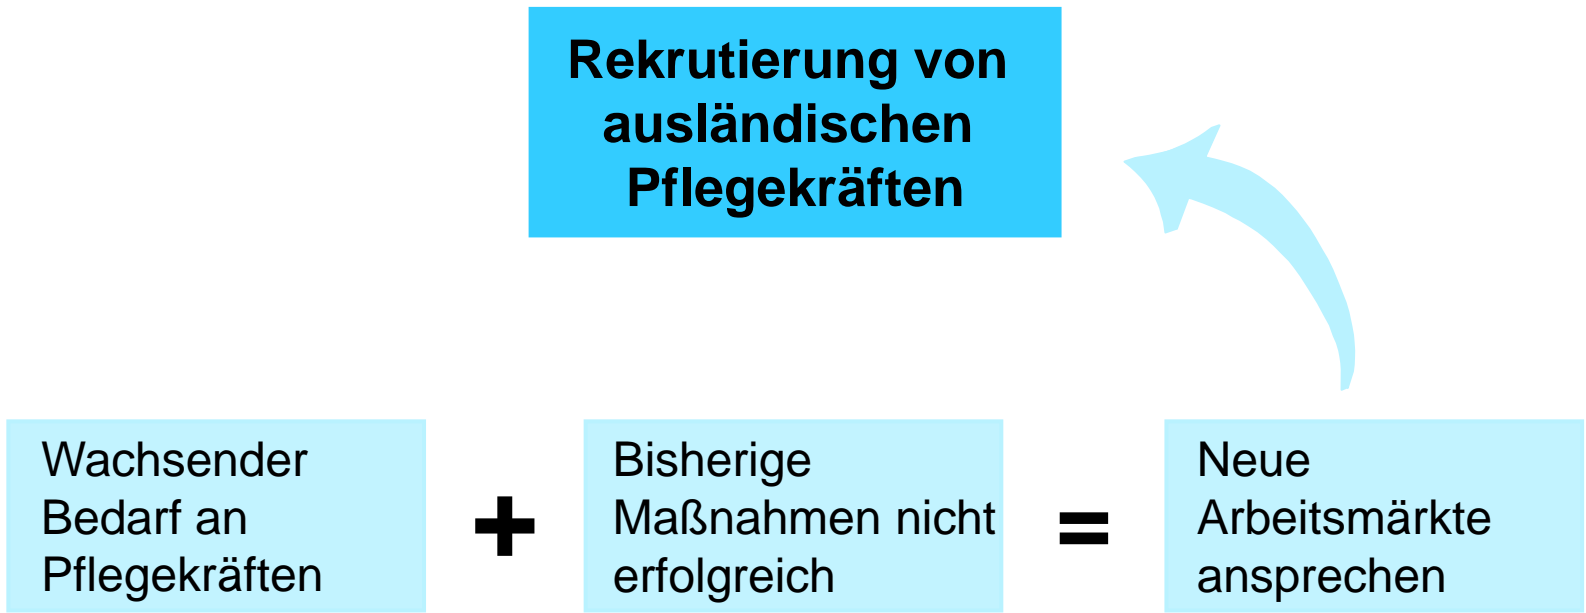 Rekrutierung von
ausländischen
Pflegekräften
Wachsender
Bedarf an
Pflegekräften
+
Bisherige
Maßnahmen nicht
erfolgreich
=
Neue
Arbeitsmärkte
ansprechen